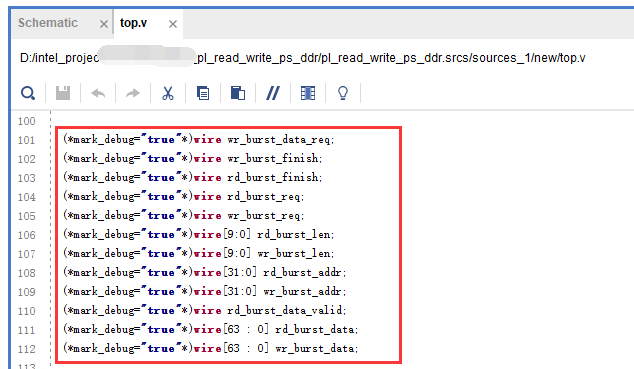 Schematic × top.v ×
D:/intel_projec _pl_read_write_ps_ddr/pl_read_write_ps_ddr.srcs/sources_1/new/top.v
100
101 (*mark_debug="true"*)wire wr_burst_data_req;
102 (*mark_debug="true"*)wire wr_burst_finish;
103 (*mark_debug="true"*)wire rd_burst_finish;
104 (*mark_debug="true"*)wire rd_burst_req;
105 (*mark_debug="true"*)wire wr_burst_req;
106 (*mark_debug="true"*)wire[9:0] rd_burst_len;
107 (*mark_debug="true"*)wire[9:0] wr_burst_len;
108 (*mark_debug="true"*)wire[31:0] rd_burst_addr;
109 (*mark_debug="true"*)wire[31:0] wr_burst_addr;
110 (*mark_debug="true"*)wire rd_burst_data_valid;
111 (*mark_debug="true"*)wire[63 : 0] rd_burst_data;
112 (*mark_debug="true"*)wire[63 : 0] wr_burst_data;
113